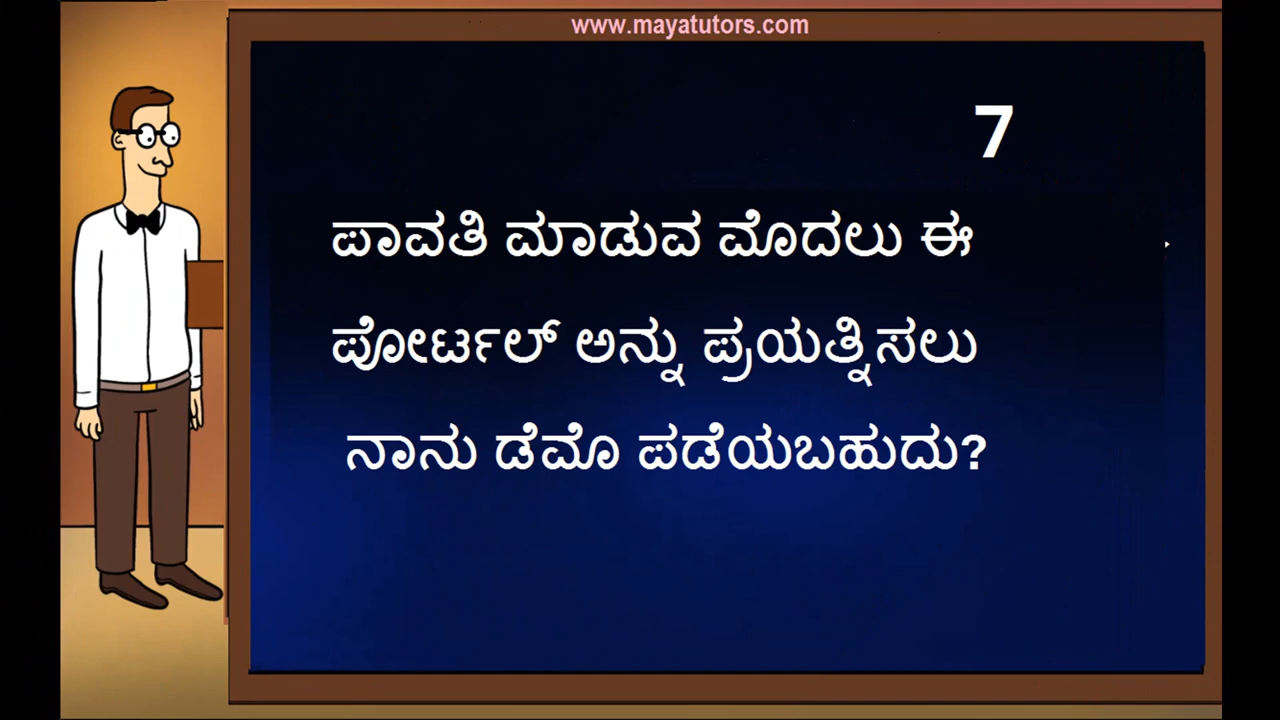 www.mayatutors.com
7
ಪಾವತಿ ಮಾಡುವ ಮೊದಲು ಈ
ಪೋರ್ಟಲ್ ಅನ್ನು ಪ್ರಯತ್ನಿಸಲು
ನಾನು ಡೆಮೊ ಪಡೆಯಬಹುದು?